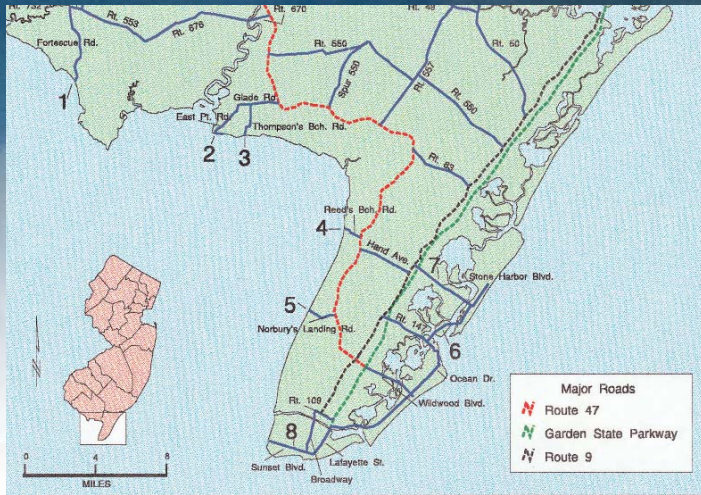 Rt. 670
Rt. 49
Rt. 553
Rt. 676
Fortescue Rd.
Rt. 550
Spur 550
Rt. 557
Rt. 50
Rt. 550
1
Glade Rd.
East Pt. Rd.
Thompson's Bch. Rd.
2
3
Rt. 83
Reed's Bch. Rd.
4
Hand Ave.
7
Stone Harbor Blvd.
5
Norbury's Landing Rd.
Rt. 147
6
Ocean Dr.
Wildwood Blvd.
Rt. 109
8
Lafayette St.
Sunset Blvd.
Broadway
Major Roads
Route 47
Garden State Parkway
Route 9
0
4
8
MILES